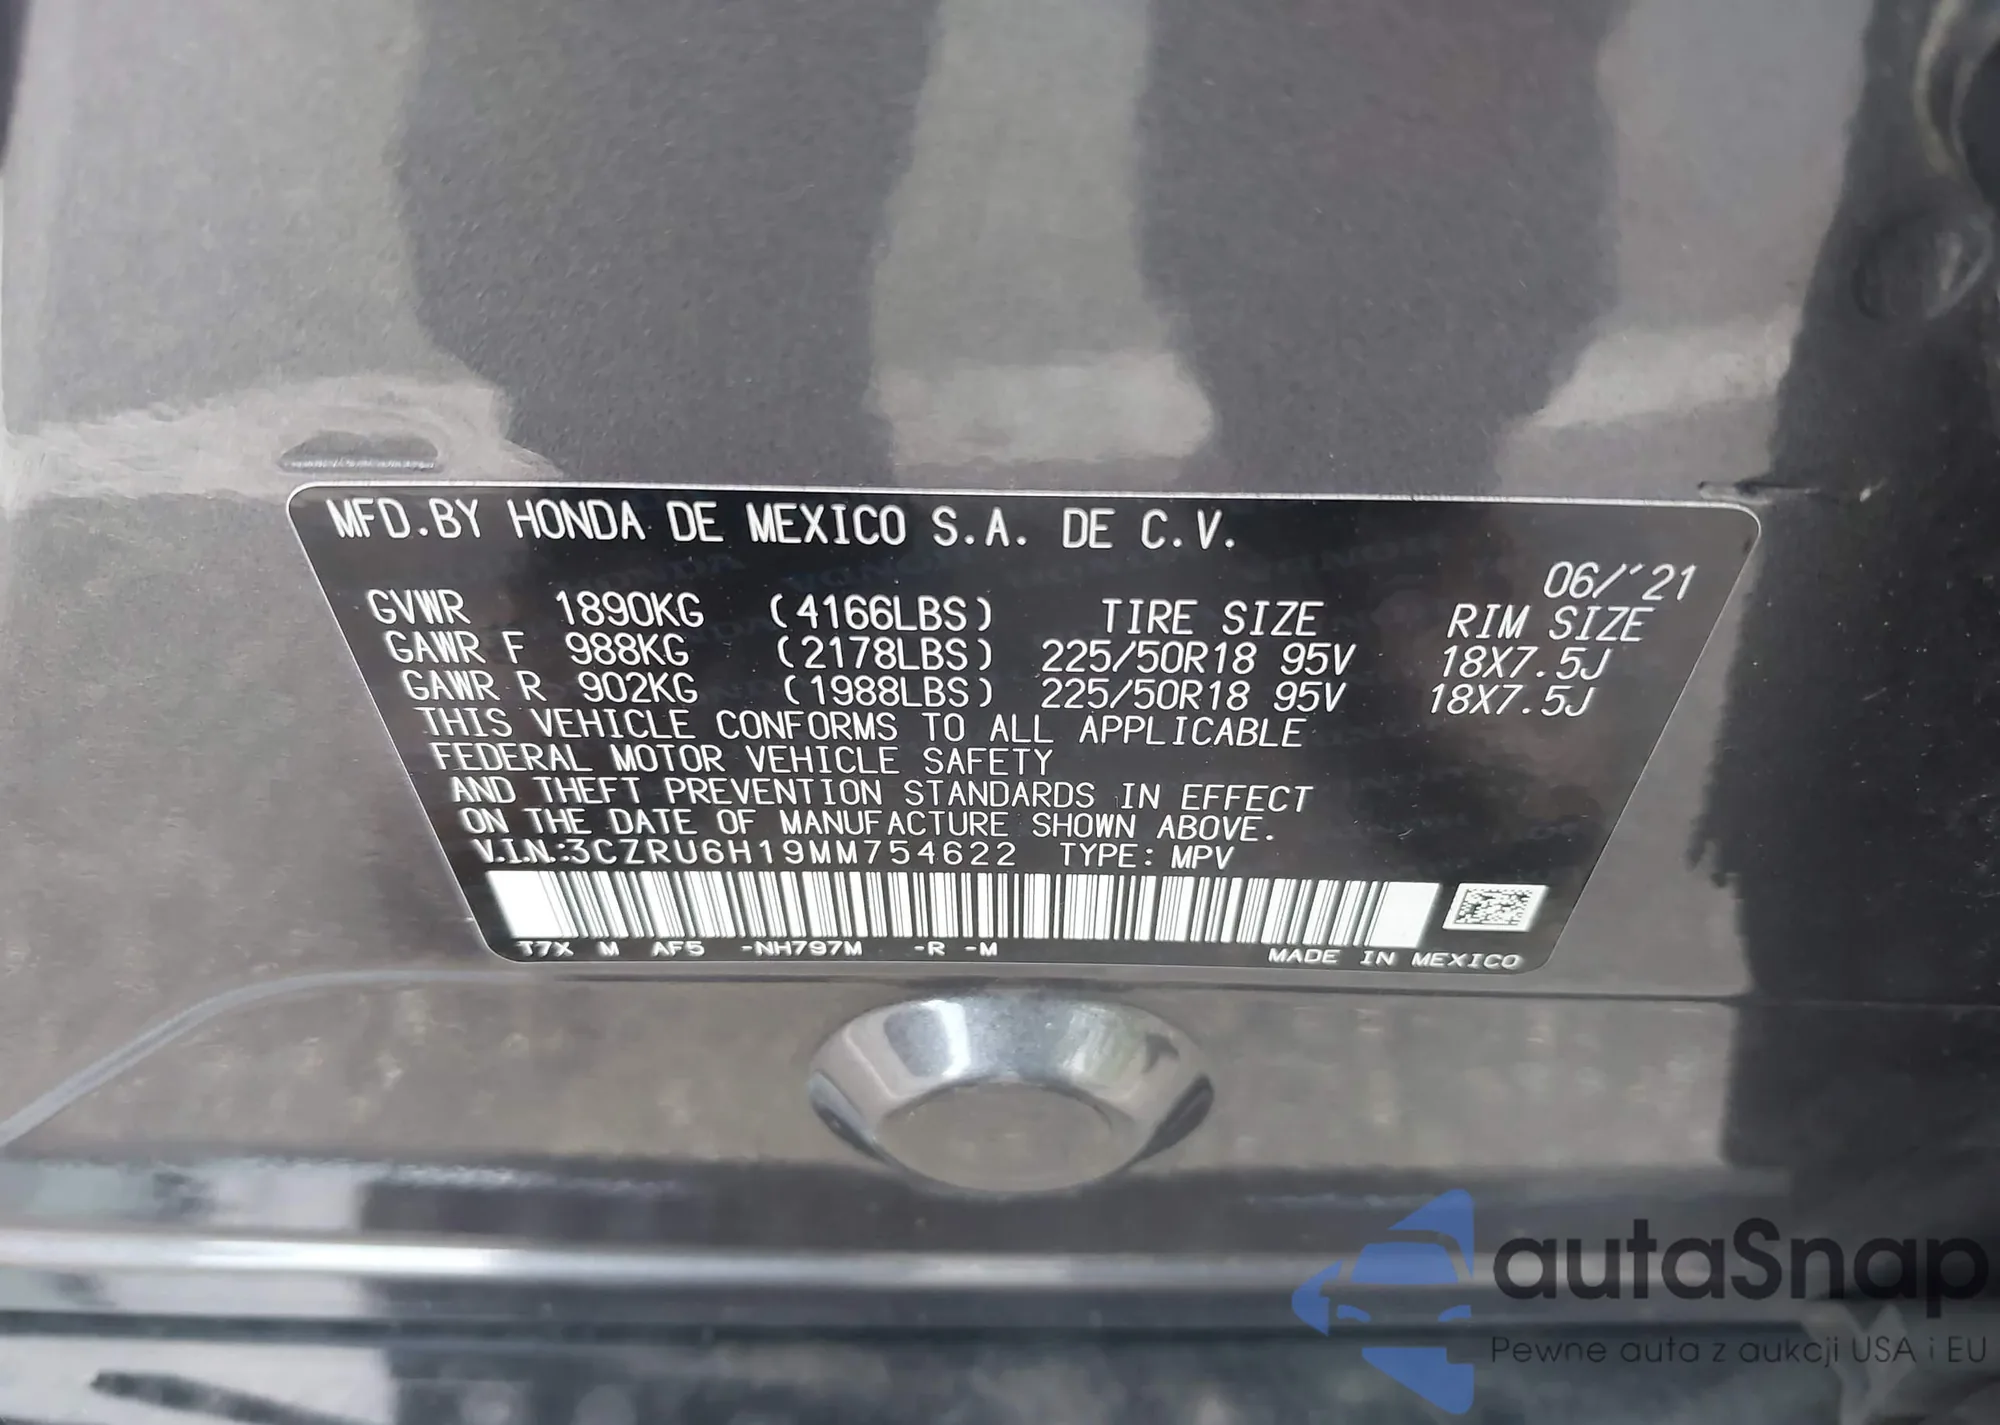 MFD.BY HONDA DE MEXICO S.A. DE C.V.
06/'21
GVWR 1890KG (4166LBS) TIRE SIZE RIM SIZE
GAWR F 988KG (2178LBS) 225/50R18 95V 18X7.5J
GAWR R 902KG (1988LBS) 225/50R18 95V 18X7.5J
THIS VEHICLE CONFORMS TO ALL APPLICABLE
FEDERAL MOTOR VEHICLE SAFETY
AND THEFT PREVENTION STANDARDS IN EFFECT
ON THE DATE OF MANUFACTURE SHOWN ABOVE.
V.I.N.:3CZRU6H19MM754622 TYPE: MPV
T7X M AF5 -NH797M -R -M MADE IN MEXICO
autaSnap
Pewne auta z aukcji USA i EU